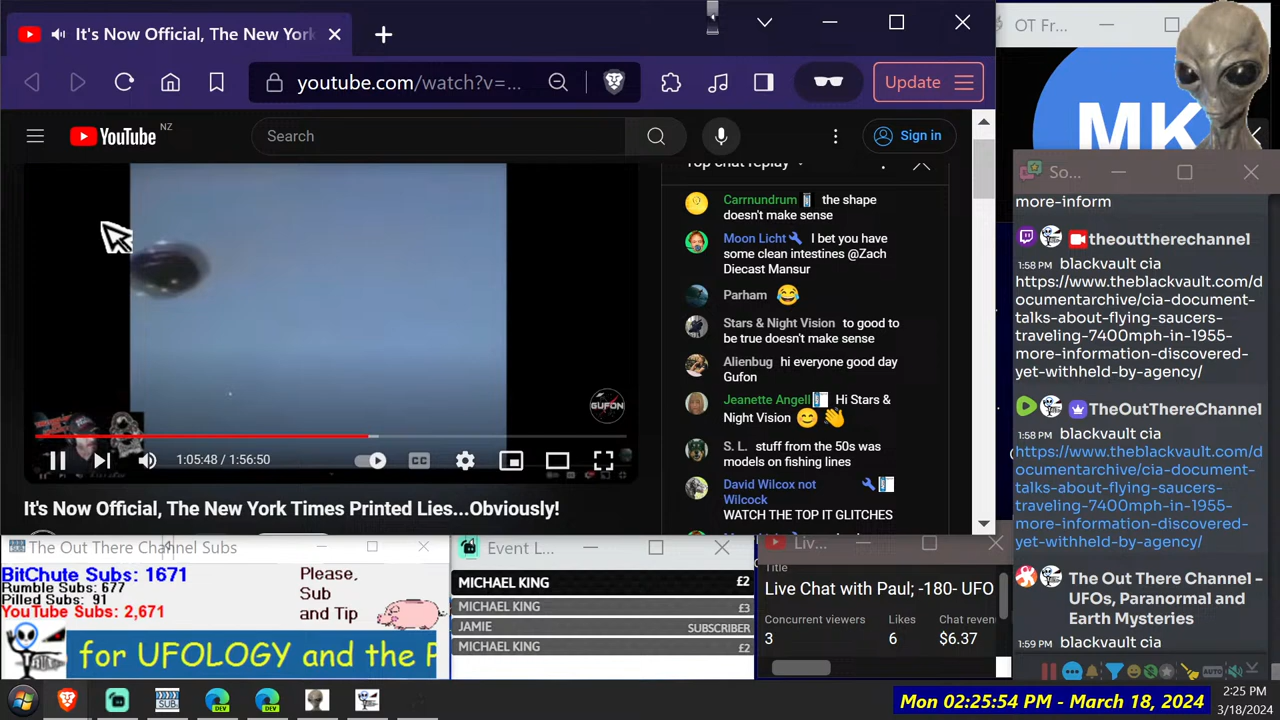 It's Now Official, The New York
OT Fr...
youtube.com/watch?v=...
Update
MK
YouTube NZ
Search
Sign in
Top chat replay
Carrnundrum the shape
doesn't make sense
Moon Licht I bet you have
some clean intestines @Zach
Diecast Mansur
Parham
Stars & Night Vision to good to
be true doesn't make sense
Alienbug hi everyone good day
Gufon
Jeanette Angell Hi Stars &
Night Vision
S. L. stuff from the 50s was
models on fishing lines
David Wilcox not
Wilcock
WATCH THE TOP IT GLITCHES
GUFON
1:05:48 / 1:56:50
CC
It's Now Official, The New York Times Printed Lies...Obviously!
So...
more-inform
theouttherechannel
1:58 PM blackvault cia
https://www.theblackvault.com/d
ocumentarchive/cia-document-
talks-about-flying-saucers-
traveling-7400mph-in-1955-
more-information-discovered-
yet-withheld-by-agency/
TheOutThereChannel
1:58 PM blackvault cia
https://www.theblackvault.com/d
ocumentarchive/cia-document-
talks-about-flying-saucers-
traveling-7400mph-in-1955-
more-information-discovered-
yet-withheld-by-agency/
The Out There Channel -
UFOs, Paranormal and
Earth Mysteries
1:59 PM blackvault cia
AUTO
The Out There Channel Subs
BitChute Subs: 1671
Rumble Subs: 677
Pilled Subs: 91
YouTube Subs: 2,671
Please,
Sub
and Tip
for UFOLOGY and the P
Event L...
MICHAEL KING £2
MICHAEL KING £3
JAMIE SUBSCRIBER
MICHAEL KING £2
Liv...
Title
Live Chat with Paul; -180- UFO
Concurrent viewers Likes Chat reven
3 6 $6.37
SUB
DEV
DEV
Mon 02:25:54 PM - March 18, 2024
2:25 PM
3/18/2024